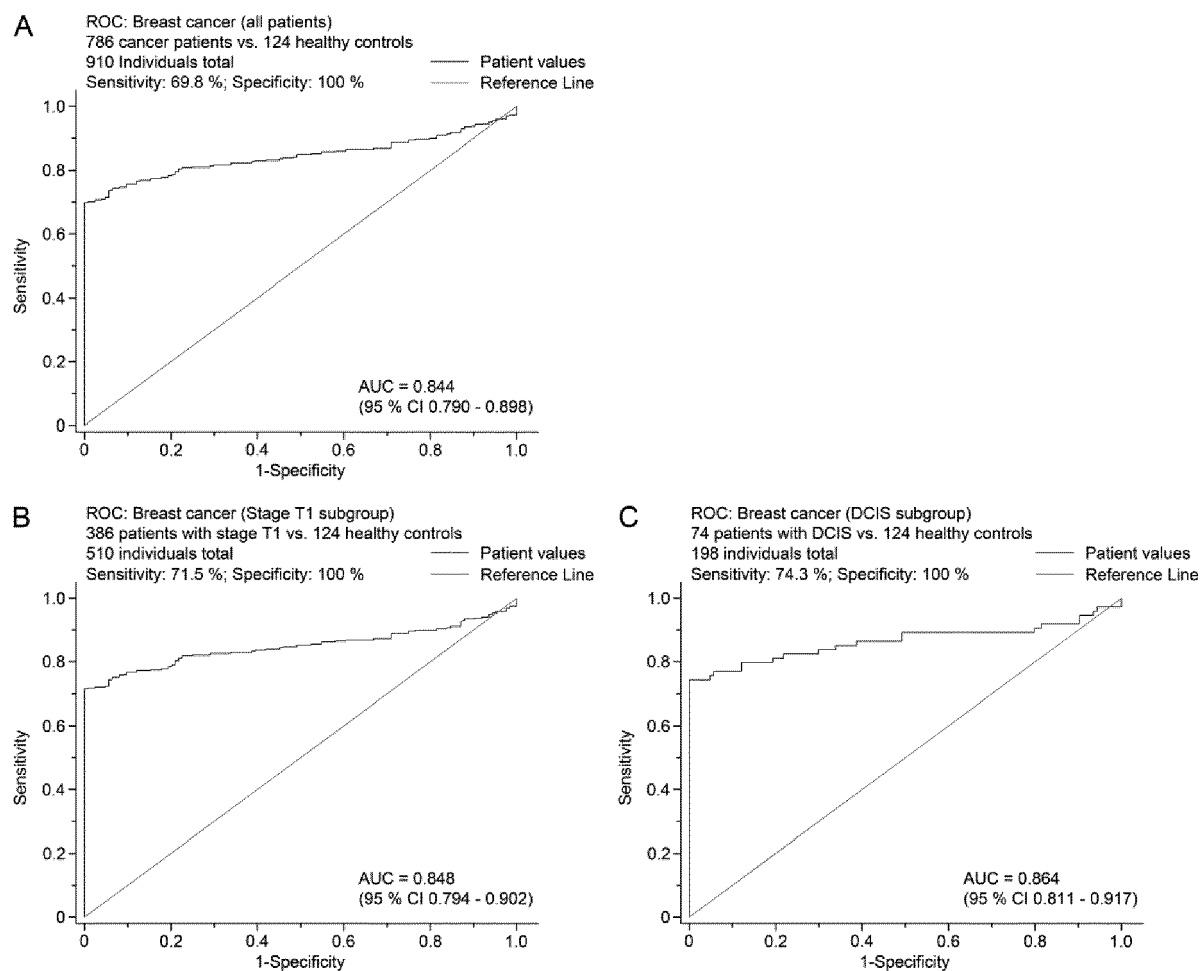 A
ROC: Breast cancer (all patients)
786 cancer patients vs. 124 healthy controls
910 Individuals total
Sensitivity: 69.8 %; Specificity: 100 %
Patient values
Reference Line
1.0
0.8
0.6
0.4
0.2
0
Sensitivity
AUC = 0.844
(95 % CI 0.790 - 0.898)
0 0.2 0.4 0.6 0.8 1.0
1-Specificity
B
ROC: Breast cancer (Stage T1 subgroup)
386 patients with stage T1 vs. 124 healthy controls
510 individuals total
Sensitivity: 71.5 %; Specificity: 100 %
Patient values
Reference Line
1.0
0.8
0.6
0.4
0.2
0
Sensitivity
AUC = 0.848
(95 % CI 0.794 - 0.902)
0 0.2 0.4 0.6 0.8 1.0
1-Specificity
C
ROC: Breast cancer (DCIS subgroup)
74 patients with DCIS vs. 124 healthy controls
198 individuals total
Sensitivity: 74.3 %; Specificity: 100 %
Patient values
Reference Line
1.0
0.8
0.6
0.4
0.2
0
Sensitivity
AUC = 0.864
(95 % CI 0.811 - 0.917)
0 0.2 0.4 0.6 0.8 1.0
1-Specificity